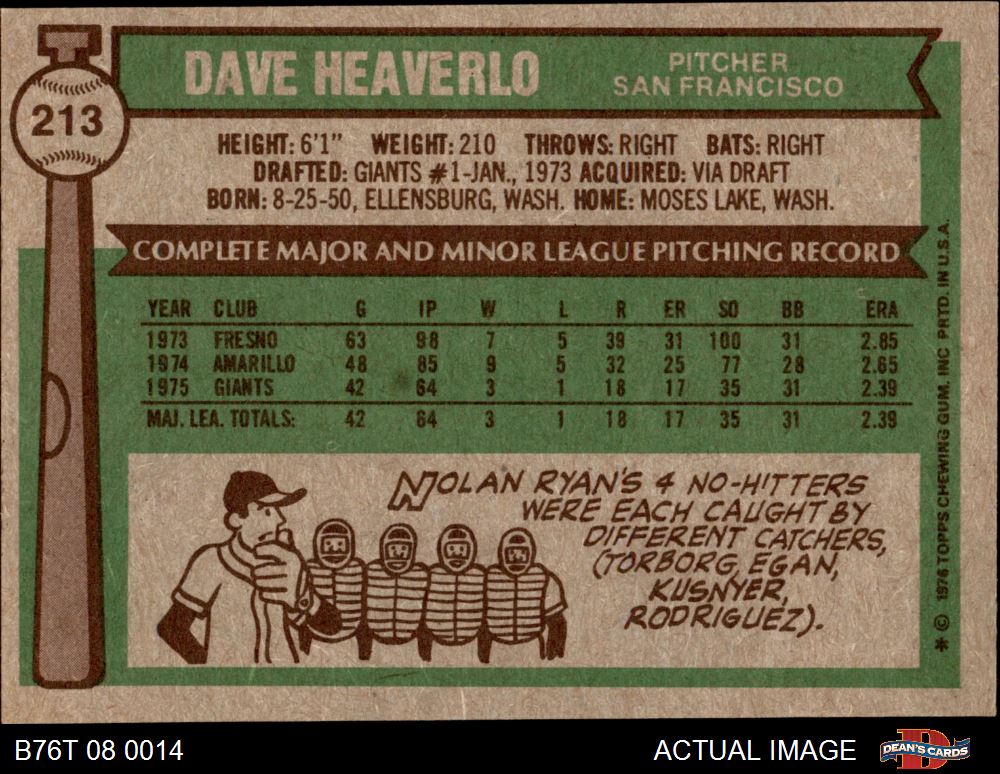 213
DAVE HEAVERLO
PITCHER
SAN FRANCISCO
HEIGHT: 6'1" WEIGHT: 210 THROWS: RIGHT BATS: RIGHT
DRAFTED: GIANTS #1-JAN., 1973 ACQUIRED: VIA DRAFT
BORN: 8-25-50, ELLENSBURG, WASH. HOME: MOSES LAKE, WASH.
COMPLETE MAJOR AND MINOR LEAGUE PITCHING RECORD
YEAR CLUB G IP W L R ER SO BB ERA
1973 FRESNO 63 98 7 5 39 31 100 31 2.85
1974 AMARILLO 48 85 9 5 32 25 77 28 2.65
1975 GIANTS 42 64 3 1 18 17 35 31 2.39
MAJ. LEA. TOTALS: 42 64 3 1 18 17 35 31 2.39
NOLAN RYAN'S 4 NO-HITTERS
WERE EACH CAUGHT BY
DIFFERENT CATCHERS,
(TORBORG, EGAN,
KUSNYER,
RODRIGUEZ).
* © 1976 TOPPS CHEWING GUM, INC PRTD. IN U.S.A.
B76T 08 0014
ACTUAL IMAGE
DEAN'S CARDS